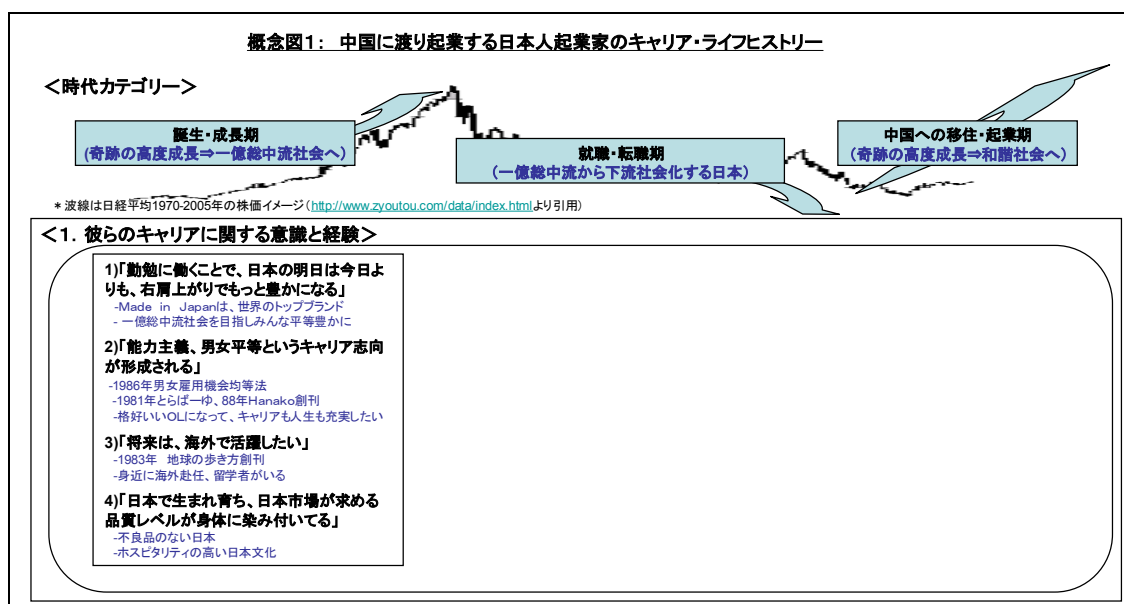 概念図1： 中国に渡り起業する日本人起業家のキャリア・ライフヒストリー
＜時代カテゴリー＞
誕生・成長期
(奇跡の高度成長⇒一億総中流社会へ）
就職・転職期
（一億総中流から下流社会化する日本）
中国への移住・起業期
（奇跡の高度成長⇒和諧社会へ）
＊波線は日経平均1970-2005年の株価イメージ（http://www.zyoutou.com/data/index.htmlより引用）
＜１．彼らのキャリアに関する意識と経験＞
1)「勤勉に働くことで、日本の明日は今日よ
りも、右肩上がりでもっと豊かになる」
-Made in Japanは、世界のトップブランド
- 一億総中流社会を目指しみんな平等豊かに
2)「能力主義、男女平等というキャリア志向
が形成される」
-1986年男女雇用機会均等法
-1981年とらばーゆ、88年Hanako創刊
-格好いいOLになって、キャリアも人生も充実したい
3)「将来は、海外で活躍したい」
-1983年 地球の歩き方創刊
-身近に海外赴任、留学者がいる
4)「日本で生まれ育ち、日本市場が求める
品質レベルが身体に染み付いてる」
-不良品のない日本
-ホスピタリティの高い日本文化